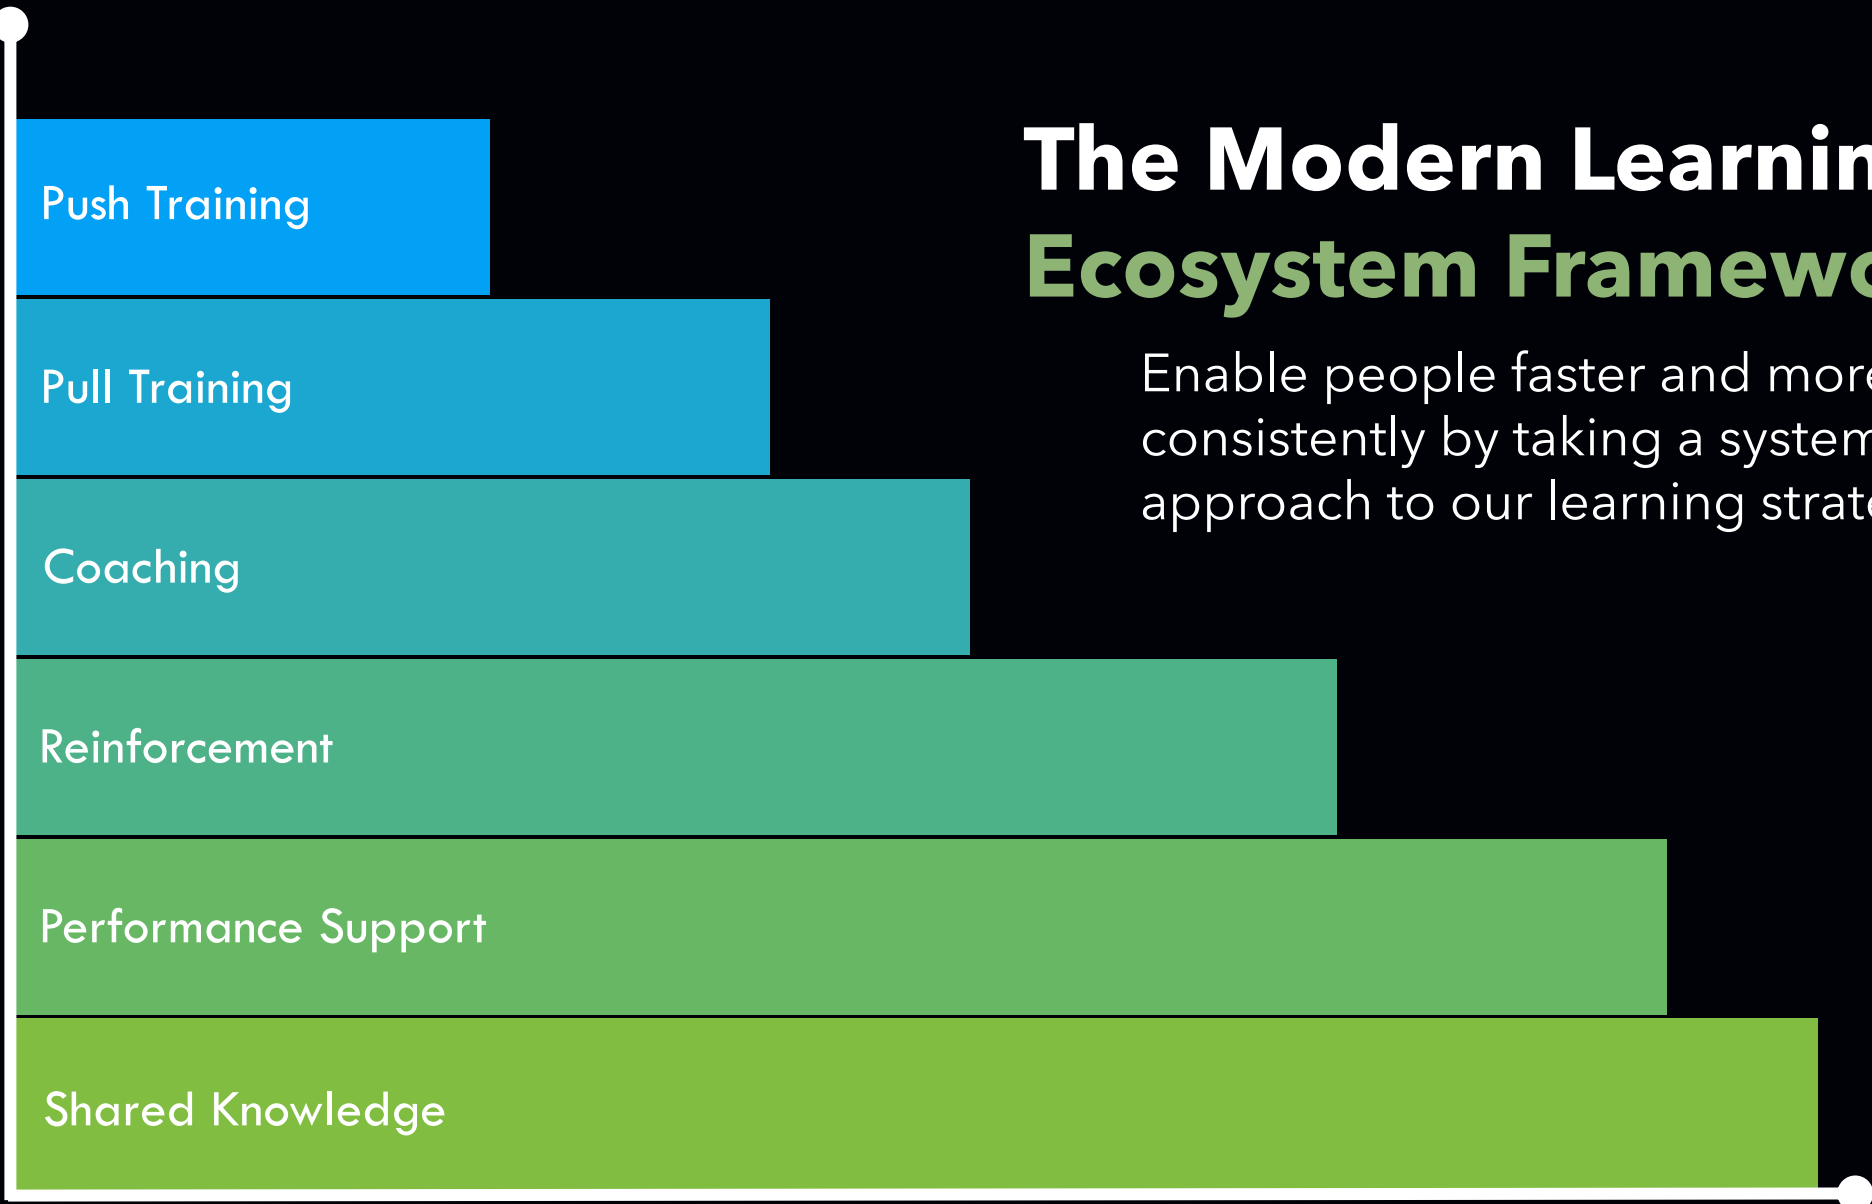 The Modern Learnin
Ecosystem Framewo
Enable people faster and more
consistently by taking a system
approach to our learning strate
Push Training
Pull Training
Coaching
Reinforcement
Performance Support
Shared Knowledge